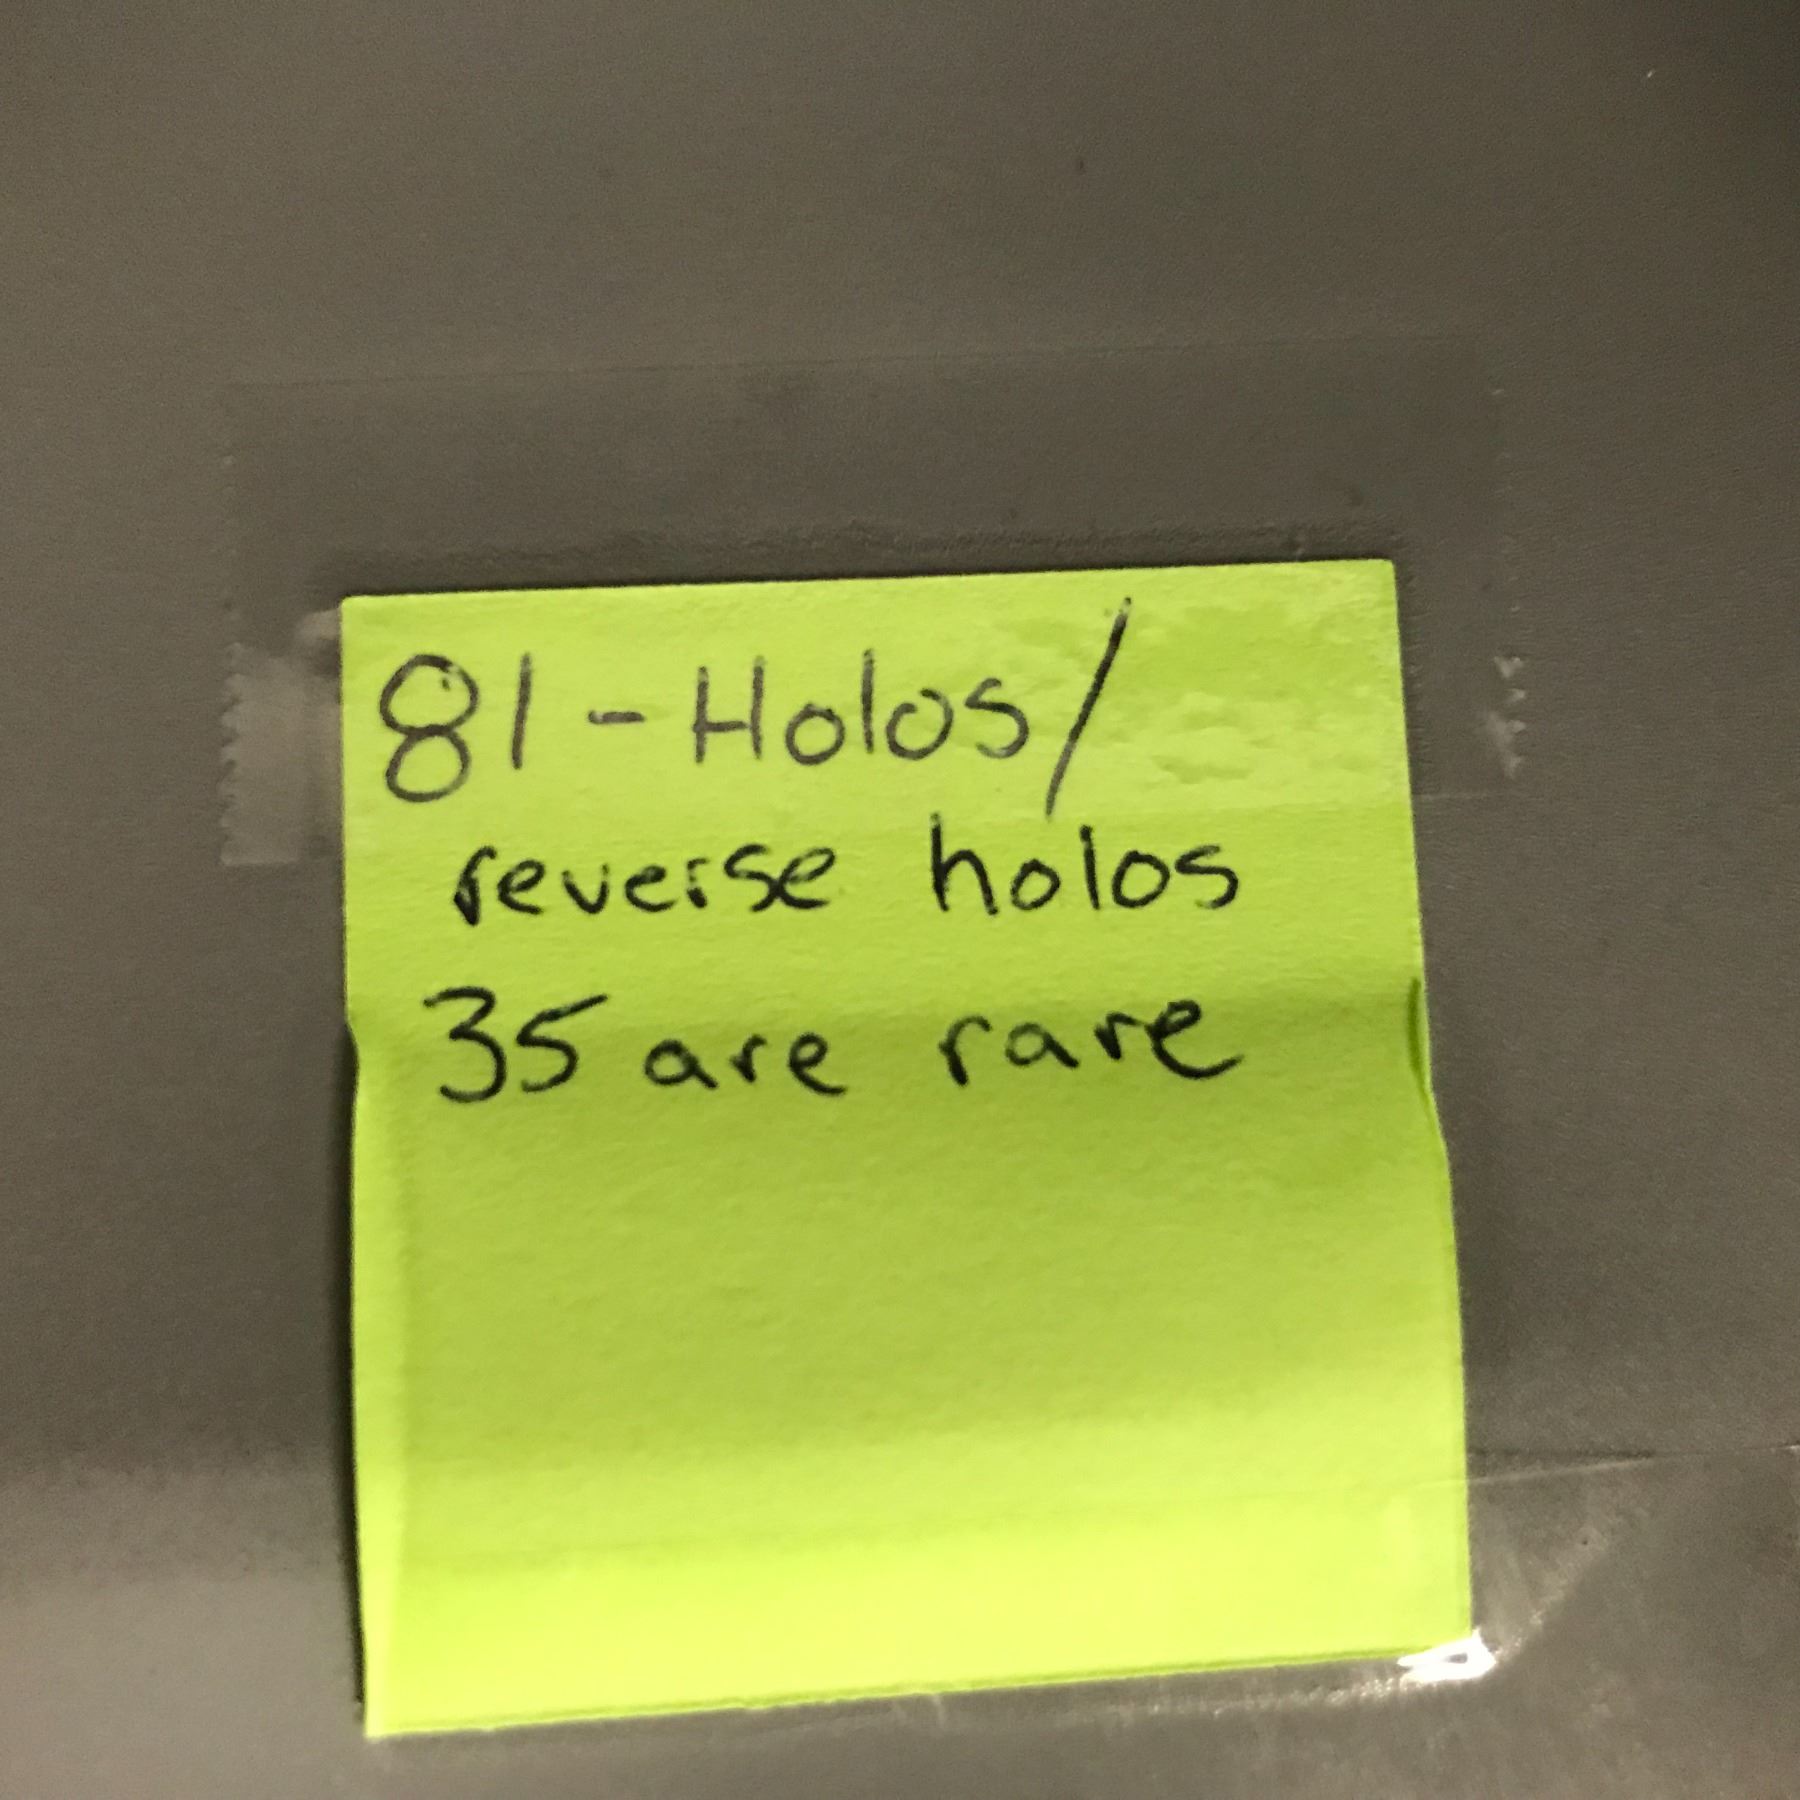 81 - Holos/
reverse holos
35 are rare